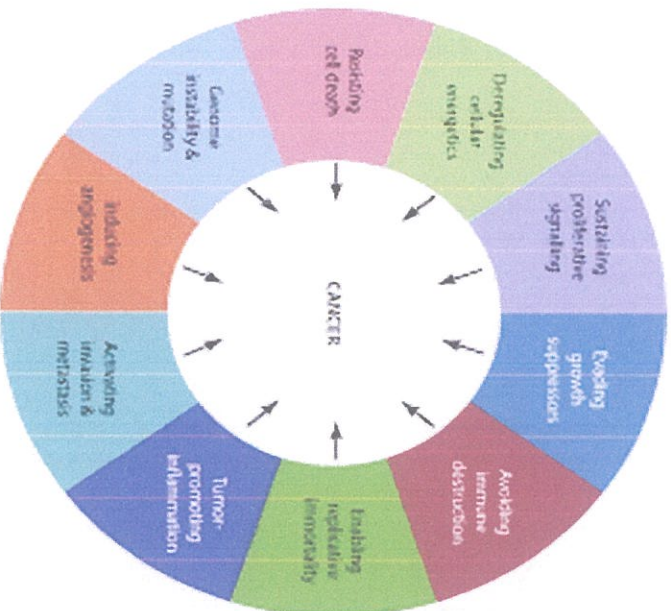 Resisting
cell death
Deregulating
cellular
energetics
Sustaining
proliferative
signaling
Evading
growth
suppressors
Avoiding
immune
destruction
Enabling
replicative
immortality
Tumor-
promoting
inflammation
Activating
invasion &
metastasis
Inducing
angiogenesis
Genome
instability &
mutation
CANCER